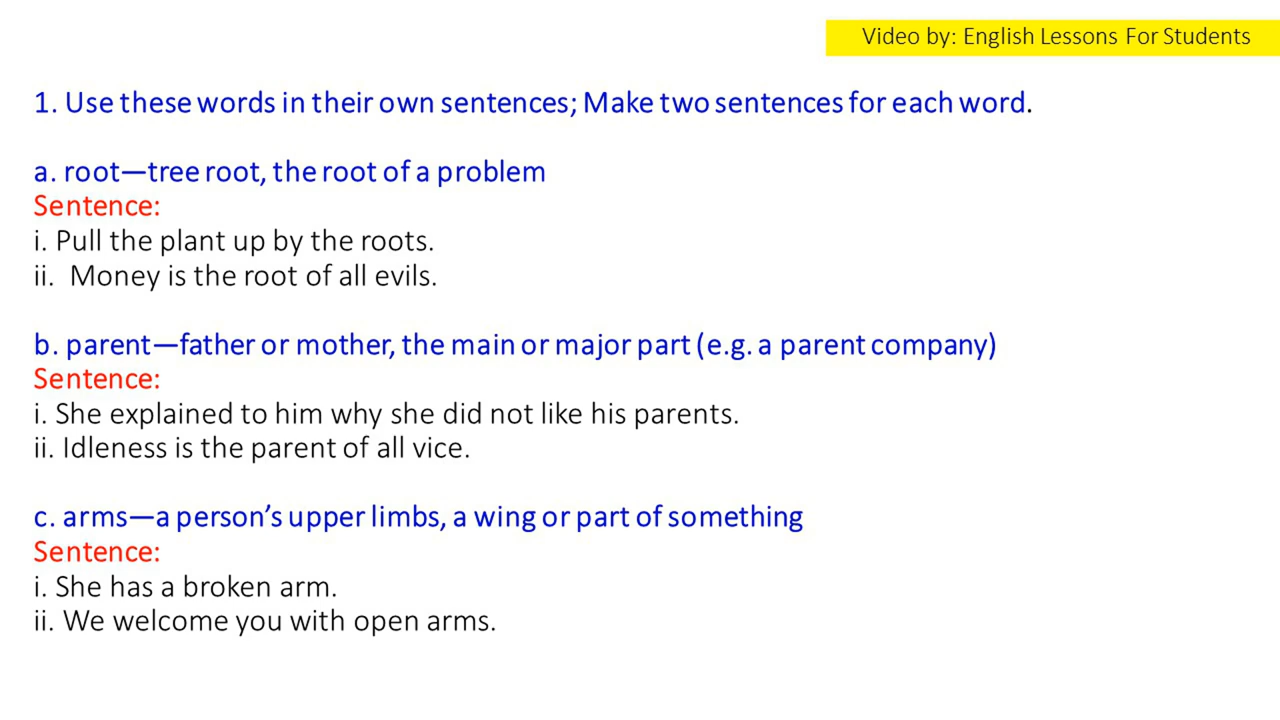 Video by: English Lessons For Students
1. Use these words in their own sentences; Make two sentences for each word.
a. root—tree root, the root of a problem
Sentence:
i. Pull the plant up by the roots.
ii.  Money is the root of all evils.
b. parent—father or mother, the main or major part (e.g. a parent company)
Sentence:
i. She explained to him why she did not like his parents.
ii. Idleness is the parent of all vice.
c. arms—a person’s upper limbs, a wing or part of something
Sentence:
i. She has a broken arm.
ii. We welcome you with open arms.